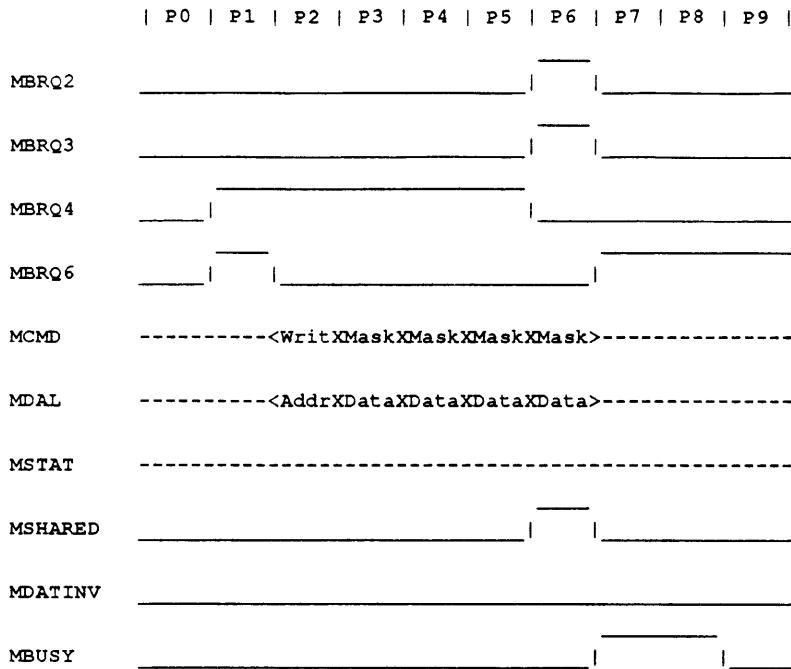 | P0 | P1 | P2 | P3 | P4 | P5 | P6 | P7 | P8 | P9 |
MBRQ2
MBRQ3
MBRQ4
MBRQ6
MCMD ----------<WritXMaskXMaskXMaskXMask>------------
MDAL ----------<AddrXDataXDataXDataXData>------------
MSTAT
MSHARED
MDATINV
MBUSY